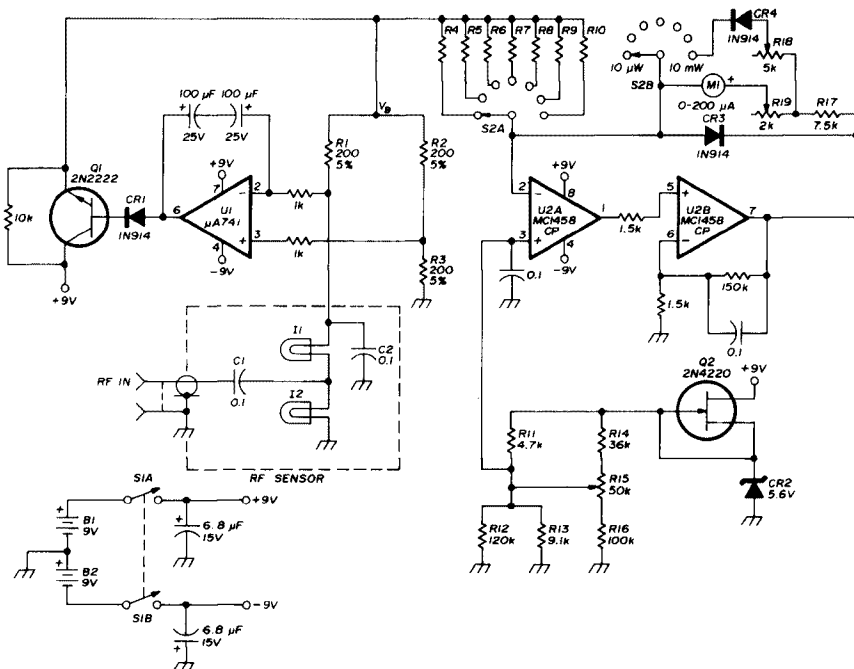 R4 R5 R6 R7 R8 R9 R10
CR4
1N914
R18
5k
10 μW
10 mW
S2B
M1
+
0-200 μA
R19
2k
R17
7.5k
CR3
1N914
S2A
100 μF 100 μF
+ +
25V 25V
VB
R1
200
5%
R2
200
5%
Q1
2N2222
10k
+9V
CR1
1N914
+9V
7
2
-
6
U1
μA741
3
+
4
-9V
1k
1k
R3
200
5%
+9V
8
2
-
1
U2A
MC1458
CP
3
+
4
-9V
0.1
1.5k
5
+
7
U2B
MC1458
CP
6
-
1.5k
150k
0.1
I1
C2
0.1
C1
0.1
RF IN
I2
RF SENSOR
Q2
2N4220
+9V
R11
4.7k
R14
36k
R15
50k
R12
120k
R13
9.1k
R16
100k
CR2
5.6V
S1A
+9V
+
B1
9V
+
6.8 μF
15V
+
B2
9V
S1B
-9V
6.8 μF
15V
+